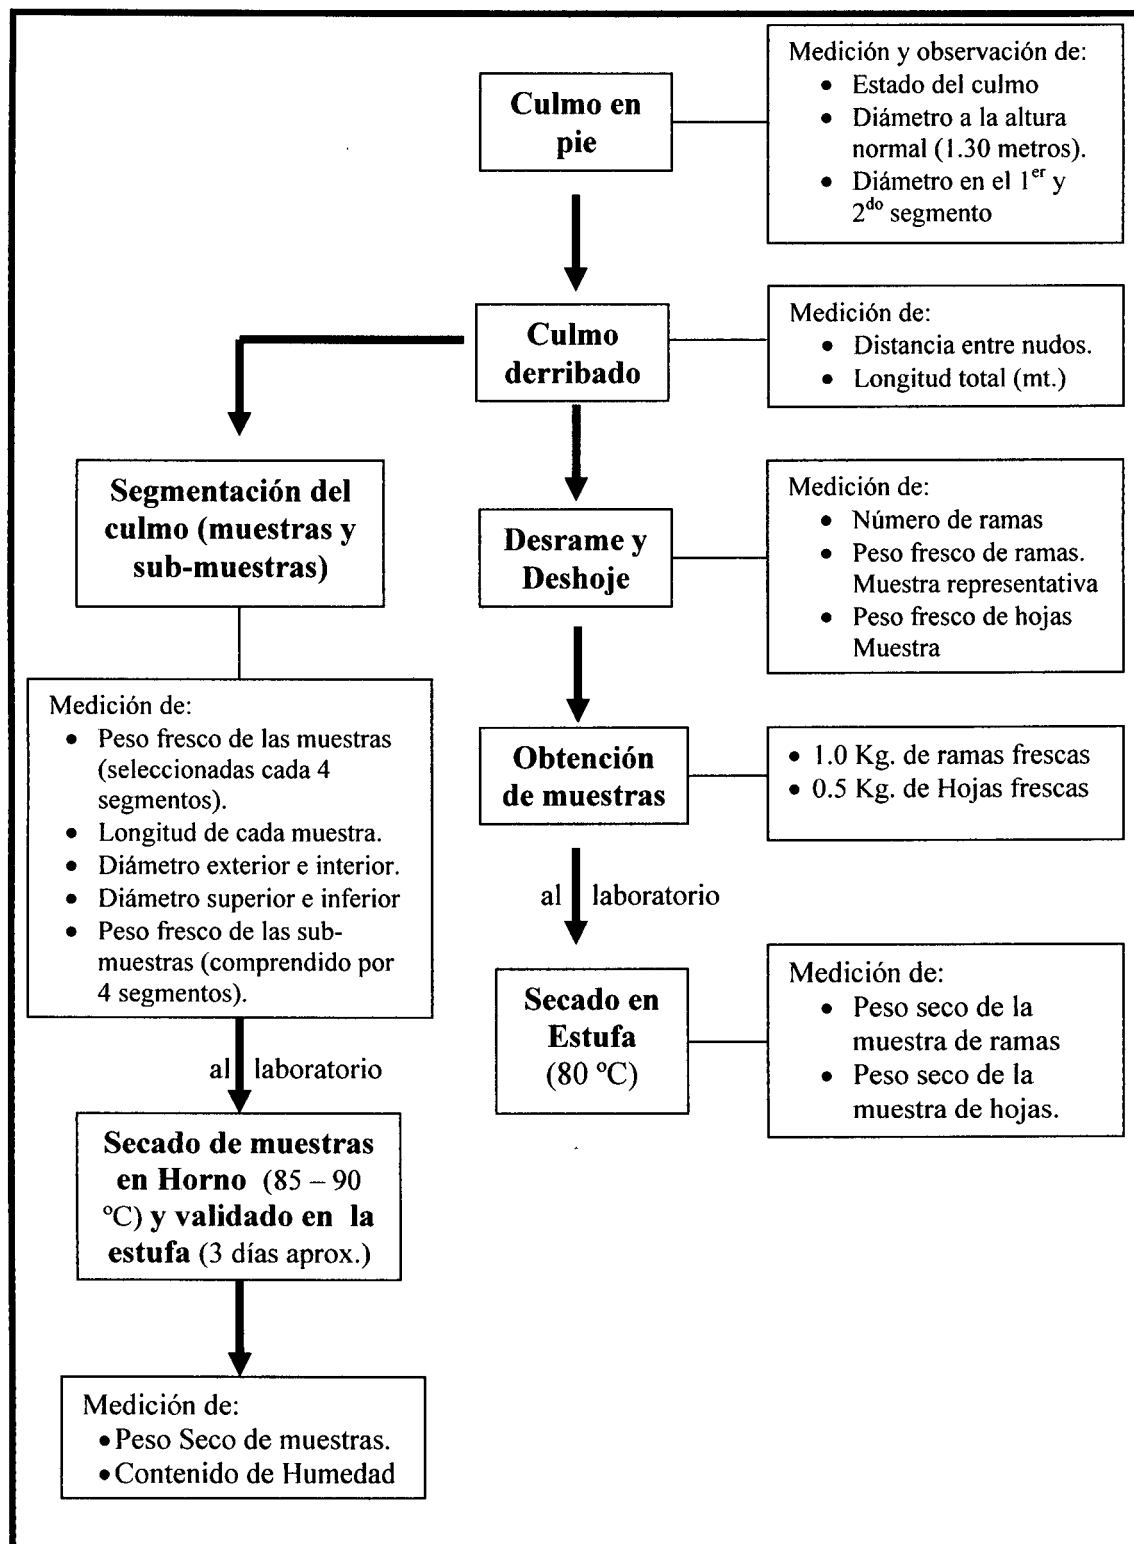 Culmo en
pie
Medición y observación de:
• Estado del culmo
• Diámetro a la altura
normal (1.30 metros).
• Diámetro en el 1er y
2do segmento
Culmo
derribado
Medición de:
• Distancia entre nudos.
• Longitud total (mt.)
Segmentación del
culmo (muestras y
sub-muestras)
Desrame y
Deshoje
Medición de:
• Número de ramas
• Peso fresco de ramas.
Muestra representativa
• Peso fresco de hojas
Muestra
Medición de:
• Peso fresco de las muestras
(seleccionadas cada 4
segmentos).
• Longitud de cada muestra.
• Diámetro exterior e interior.
• Diámetro superior e inferior
• Peso fresco de las sub-
muestras (comprendido por
4 segmentos).
Obtención
de muestras
• 1.0 Kg. de ramas frescas
• 0.5 Kg. de Hojas frescas
al laboratorio
Secado en
Estufa
(80 ºC)
Medición de:
• Peso seco de la
muestra de ramas
• Peso seco de la
muestra de hojas.
al laboratorio
Secado de muestras
en Horno (85 – 90
ºC) y validado en la
estufa (3 días aprox.)
Medición de:
• Peso Seco de muestras.
• Contenido de Humedad